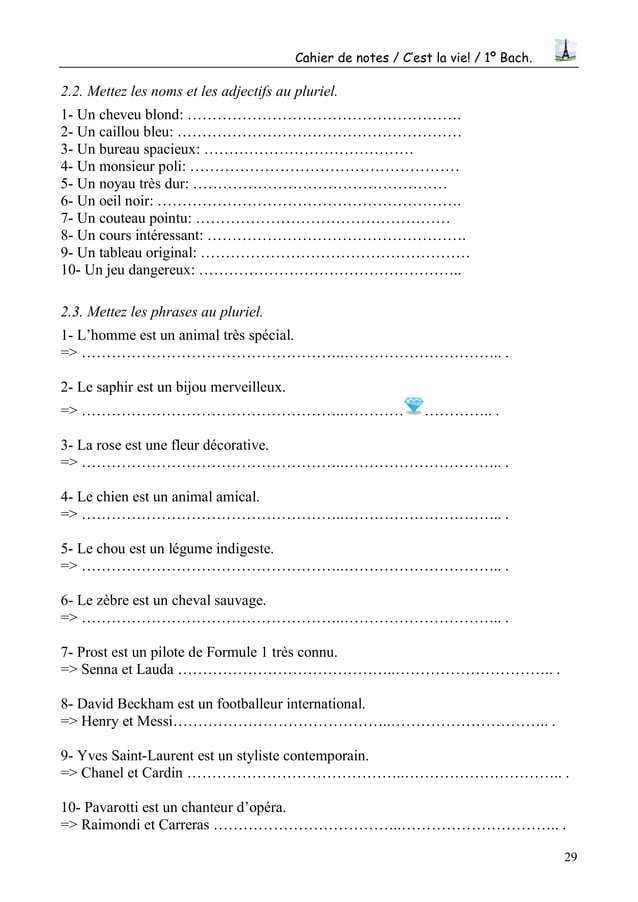 Cahier de notes / C'est la vie! / 1º Bach.
2.2. Mettez les noms et les adjectifs au pluriel.
1- Un cheveu blond: ……………………………………………….
2- Un caillou bleu: …………………………………………………
3- Un bureau spacieux: ……………………………………
4- Un monsieur poli: ………………………………………………
5- Un noyau très dur: ……………………………………………
6- Un oeil noir: …………………………………………………….
7- Un couteau pointu: ……………………………………………
8- Un cours intéressant: …………………………………………….
9- Un tableau original: ………………………………………………
10- Un jeu dangereux: ……………………………………………..
2.3. Mettez les phrases au pluriel.
1- L'homme est un animal très spécial.
=> ……………………………………………..………………………….. .
2- Le saphir est un bijou merveilleux.
=> ……………………………………………..………… ………….. .
3- La rose est une fleur décorative.
=> ……………………………………………..………………………….. .
4- Le chien est un animal amical.
=> ……………………………………………..………………………….. .
5- Le chou est un légume indigeste.
=> ……………………………………………..………………………….. .
6- Le zèbre est un cheval sauvage.
=> ……………………………………………..………………………….. .
7- Prost est un pilote de Formule 1 très connu.
=> Senna et Lauda ……………………………………..………………………….. .
8- David Beckham est un footballeur international.
=> Henry et Messi……………………………………..………………………….. .
9- Yves Saint-Laurent est un styliste contemporain.
=> Chanel et Cardin ……………………………………..………………………….. .
10- Pavarotti est un chanteur d'opéra.
=> Raimondi et Carreras ………………………………..………………………….. .
29